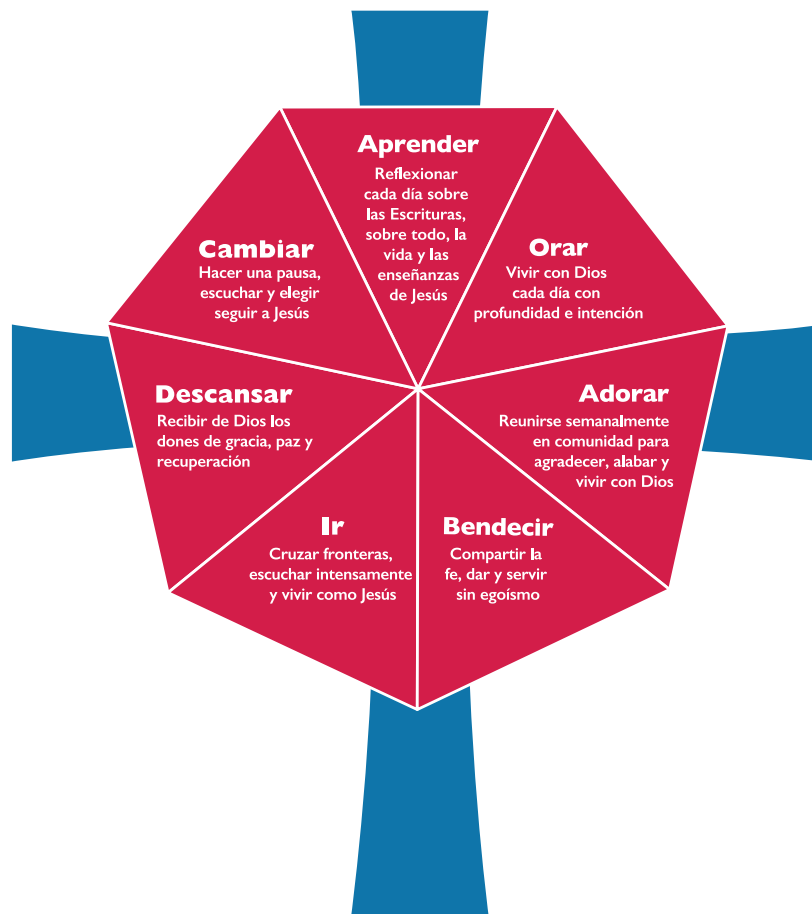 Aprender
Reflexionar
cada día sobre
las Escrituras,
sobre todo, la
vida y las
enseñanzas
de Jesús
Orar
Vivir con Dios
cada día con
profundidad e intención
Adorar
Reunirse semanalmente
en comunidad para
agradecer, alabar y
vivir con Dios
Bendecir
Compartir la
fe, dar y servir
sin egoísmo
Ir
Cruzar fronteras,
escuchar intensamente
y vivir como Jesús
Descansar
Recibir de Dios los
dones de gracia, paz y
recuperación
Cambiar
Hacer una pausa,
escuchar y elegir
seguir a Jesús